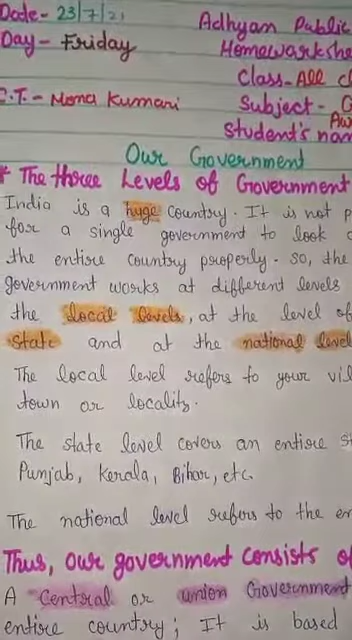 Date- 23/7/21
Adhyan Public
Day- Friday
Homeworkshe
Class-All cl
C.T.- Mona Kumari
Subject- G
Aw
Student's nam
Our Government
* The three Levels of Government
India is a huge country. It is not p
for a single government to look a
the entire country properly. so, the
government works at different levels
the local levels, at the level of
state and at the national level
The local level refers to your vil
town or locality.
The state level covers an entire st
Punjab, Kerala, Bihar, etc.
The national level refers to the en
Thus, our government consists of
A central or union Government
entire country; It is based